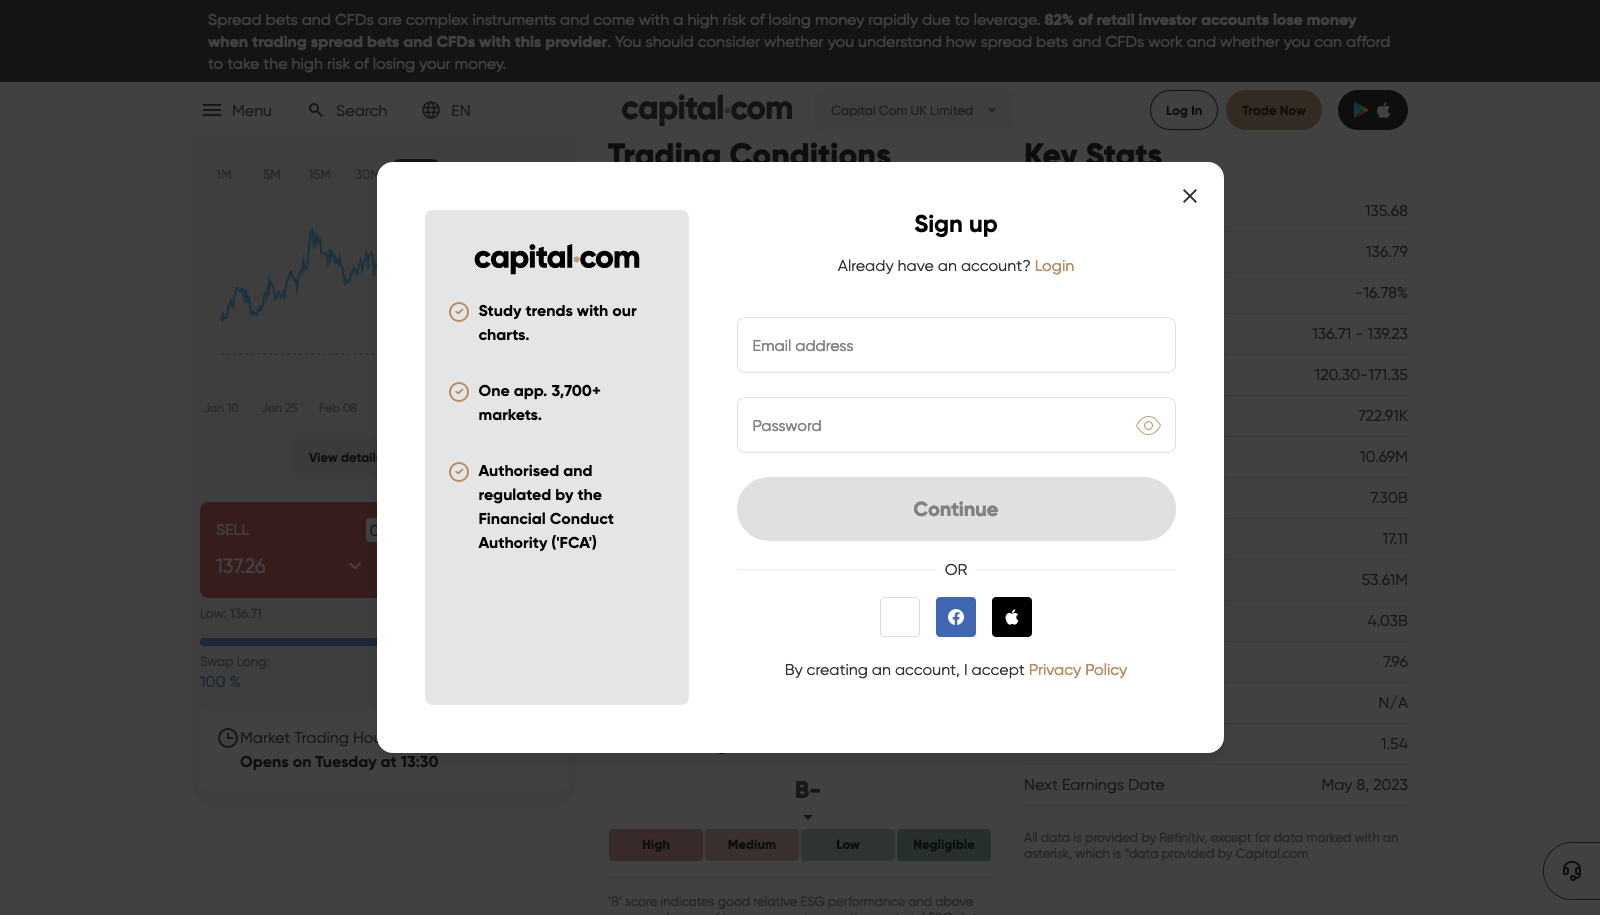 Spread bets and CFDs are complex instruments and come with a high risk of losing money rapidly due to leverage. 82% of retail investor accounts lose money
when trading spread bets and CFDs with this provider. You should consider whether you understand how spread bets and CFDs work and whether you can afford
to take the high risk of losing your money.
Menu Search EN
capital.com
Capital Com UK Limited
Log In Trade Now
Trading Conditions
Key Stats
1M 5M 15M
Jan 10 Jan 25 Feb 08
SELL
137.26
Low: 136.71
Swap Long:
100 %
Market Trading
Opens on Tuesday at 13:30
capital.com
Study trends with our
charts.
One app. 3,700+
markets.
Authorised and
regulated by the
Financial Conduct
Authority ('FCA')
Sign up
Already have an account? Login
Email address
Password
Continue
OR
By creating an account, I accept Privacy Policy
B-
High Medium Low Negligible
'B' score indicates good relative ESG performance and above
135.68
136.79
-16.78%
136.71 - 139.23
120.30-171.35
722.91K
10.69M
7.30B
17.11
53.61M
4.03B
7.96
N/A
1.54
Next Earnings Date May 8, 2023
All data is provided by Refinitiv, except for data marked with an
asterisk, which is *data provided by Capital.com